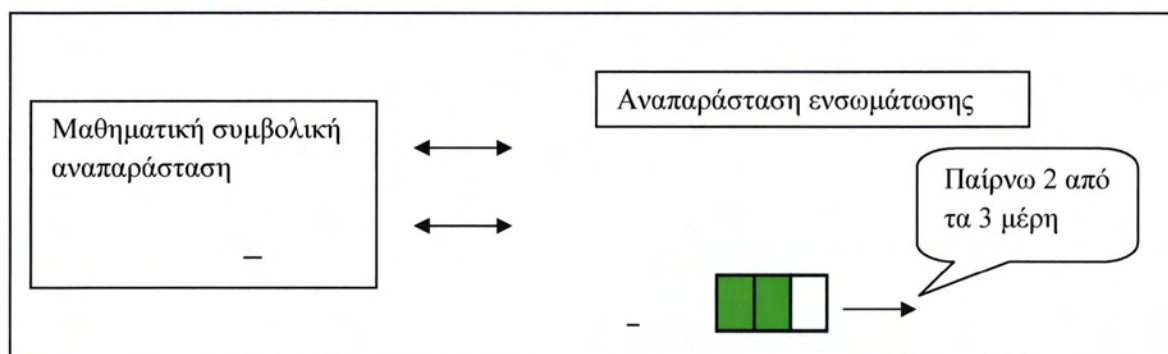 Αναπαράσταση ενσωμάτωσης
Μαθηματική συμβολική
αναπαράσταση
Παίρνω 2 από
τα 3 μέρη